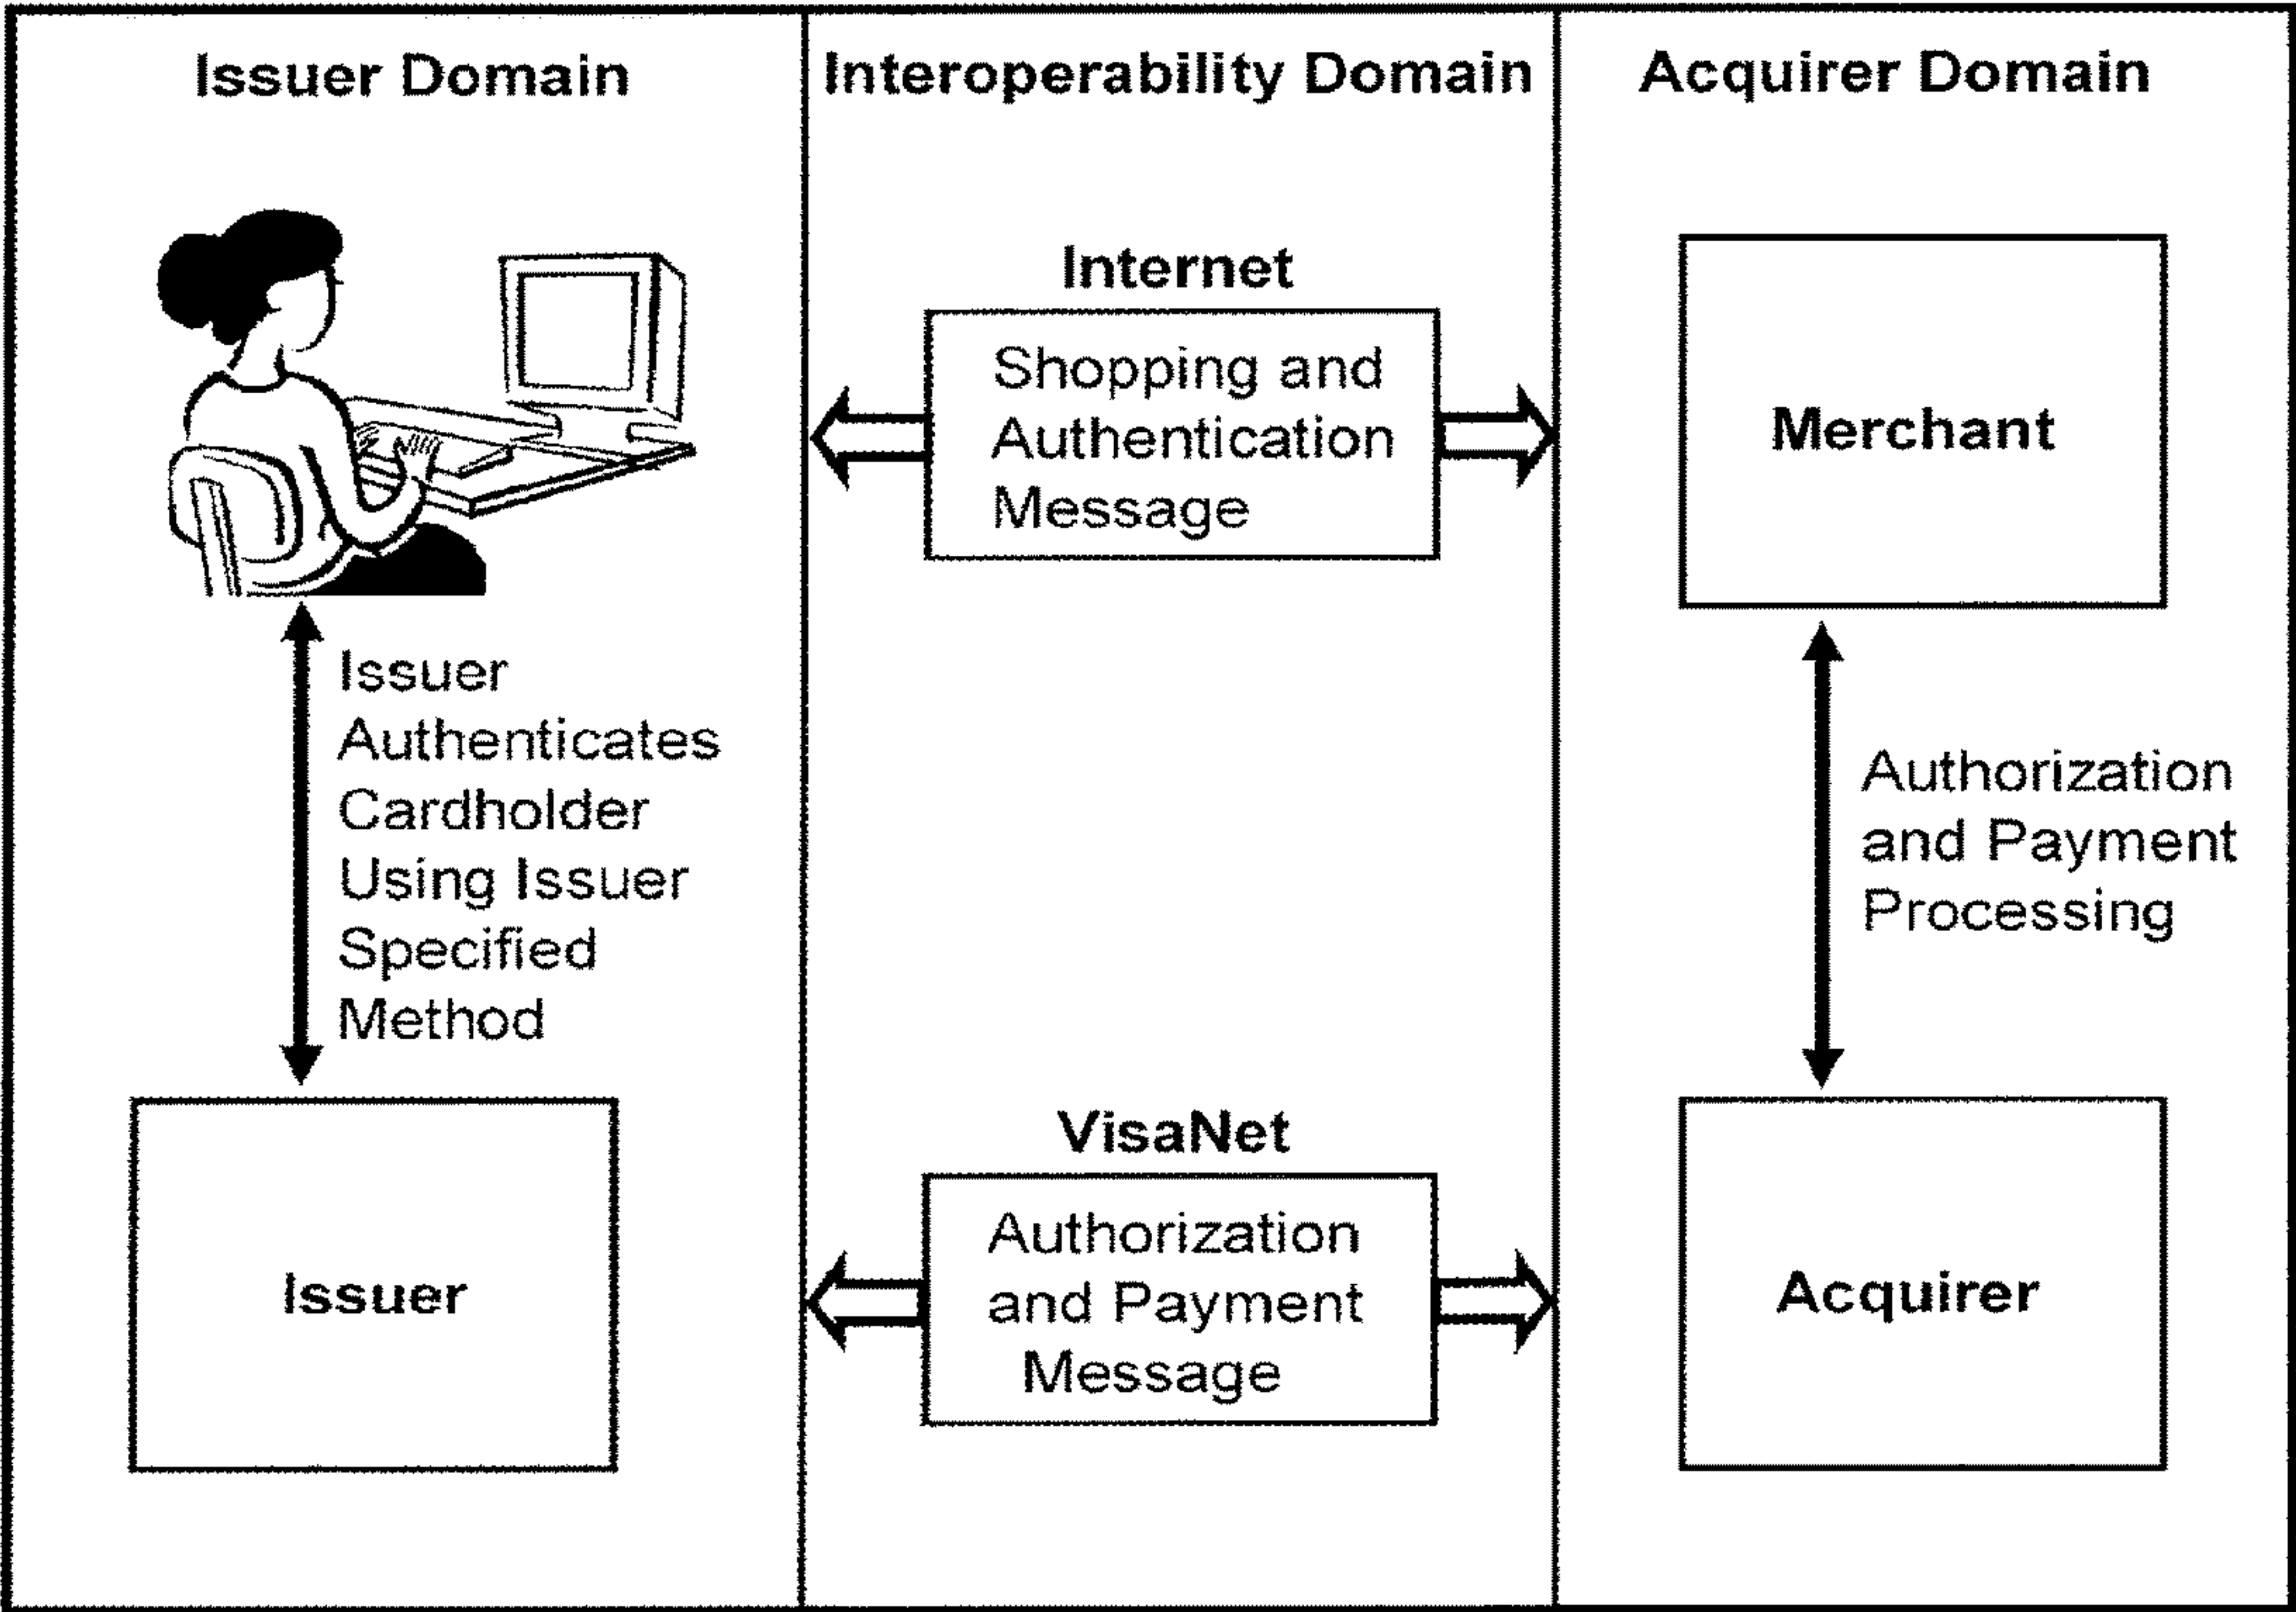 Issuer Domain
Interoperability Domain
Acquirer Domain
Internet
Shopping and
Authentication
Message
Merchant
Issuer
Authenticates
Cardholder
Using Issuer
Specified
Method
Authorization
and Payment
Processing
Issuer
VisaNet
Authorization
and Payment
Message
Acquirer